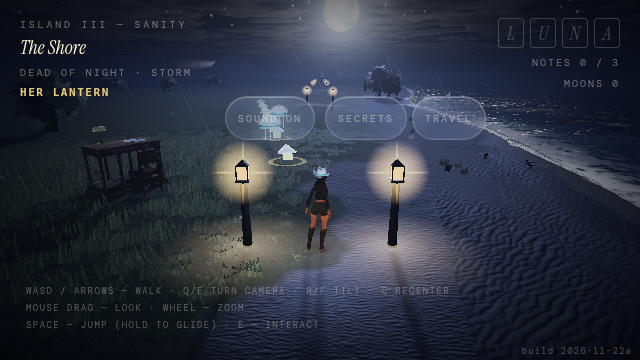 ISLAND III — SANITY
The Shore
DEAD OF NIGHT · STORM
HER LANTERN
L U N A
NOTES 0 / 3
MOONS 0
SOUND ON
SECRETS
TRAVEL
WASD / ARROWS — WALK · Q/E TURN CAMERA · R/F TILT · C RECENTER
MOUSE DRAG — LOOK · WHEEL — ZOOM
SPACE — JUMP (HOLD TO GLIDE) · E — INTERACT
build 2026-11-22a